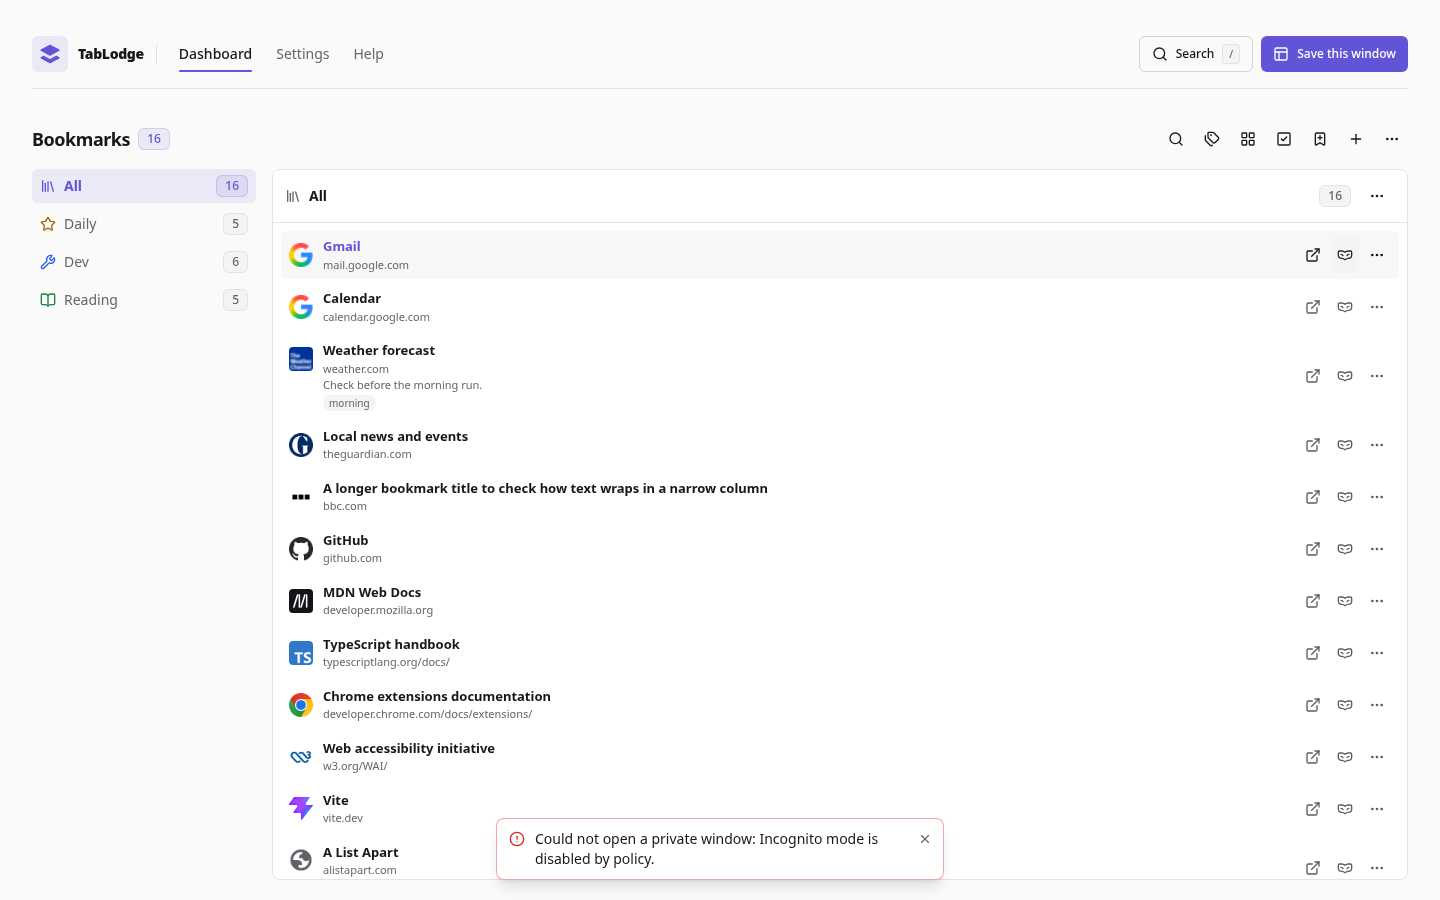 TabLodge
Dashboard
Settings
Help
Search
/
Save this window
Bookmarks
16
All
16
Daily
5
Dev
6
Reading
5
All
16
Gmail
mail.google.com
Calendar
calendar.google.com
The
Weather
Channel
Weather forecast
weather.com
Check before the morning run.
morning
Local news and events
theguardian.com
A longer bookmark title to check how text wraps in a narrow column
bbc.com
GitHub
github.com
MDN Web Docs
developer.mozilla.org
TS
TypeScript handbook
typescriptlang.org/docs/
Chrome extensions documentation
developer.chrome.com/docs/extensions/
Web accessibility initiative
w3.org/WAI/
Vite
vite.dev
A List Apart
alistapart.com
Could not open a private window: Incognito mode is
disabled by policy.